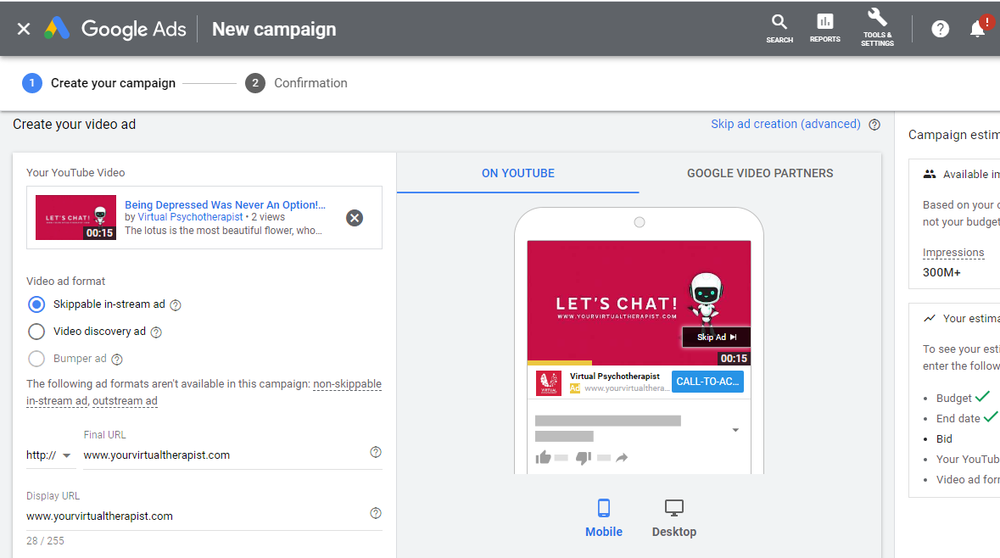 Google Ads
New campaign
SEARCH
REPORTS
TOOLS &
SETTINGS
?
!
1
Create your campaign
2
Confirmation
Create your video ad
Skip ad creation (advanced)
?
Your YouTube Video
LET'S CHAT!
00:15
Being Depressed Was Never An Option!...
by Virtual Psychotherapist • 2 views
The lotus is the most beautiful flower, who...
Video ad format
Skippable in-stream ad
?
Video discovery ad
?
Bumper ad
?
The following ad formats aren't available in this campaign: non-skippable
in-stream ad, outstream ad
Final URL
http://
www.yourvirtualtherapist.com
?
Display URL
www.yourvirtualtherapist.com
?
28 / 255
ON YOUTUBE
GOOGLE VIDEO PARTNERS
LET'S CHAT!
WWW.YOURVIRTUALTHERAPIST.COM
Skip Ad
00:15
VIRTUAL
Virtual Psychotherapist
Ad
www.yourvirtualthera...
CALL-TO-AC...
Mobile
Desktop
Campaign estim
Available im
Based on your c
not your budget
Impressions
300M+
Your estima
To see your esti
enter the follow
• Budget
• End date
• Bid
• Your YouTub
• Video ad form